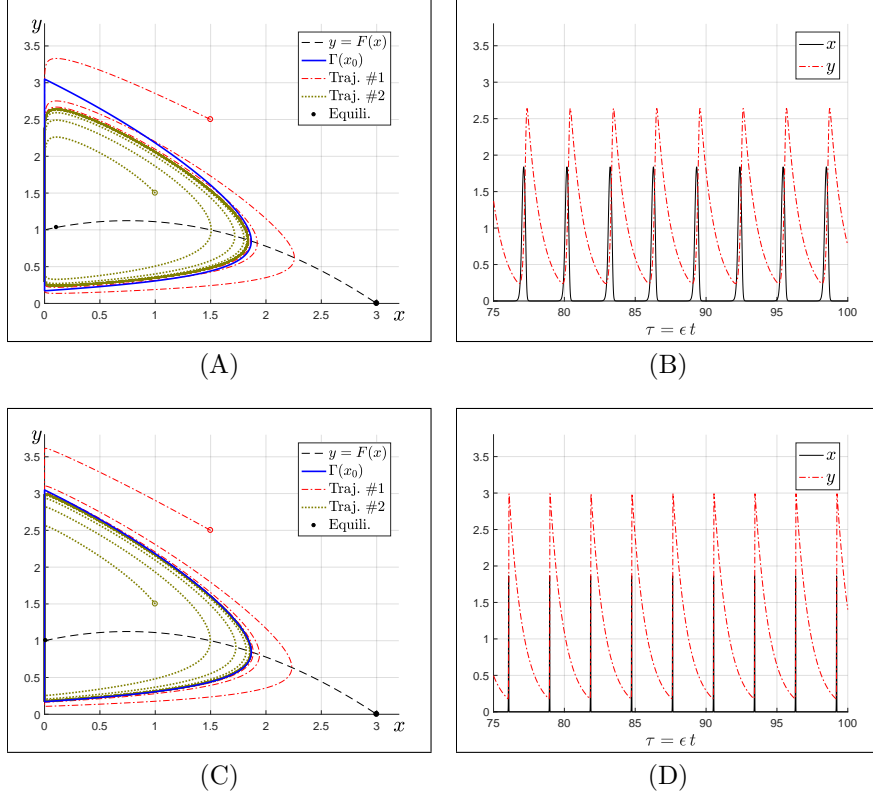 y
3.5
3
2.5
2
1.5
1
0.5
0
0 0.5 1 1.5 2 2.5 3
x
y = F(x)
Γ(x₀)
Traj. #1
Traj. #2
Equili.
(A)
3.5
3
2.5
2
1.5
1
0.5
0
75 80 85 90 95 100
τ = ϵ t
x
y
(B)
y
3.5
3
2.5
2
1.5
1
0.5
0
0 0.5 1 1.5 2 2.5 3
x
y = F(x)
Γ(x₀)
Traj. #1
Traj. #2
Equili.
(C)
3.5
3
2.5
2
1.5
1
0.5
0
75 80 85 90 95 100
τ = ϵ t
x
y
(D)